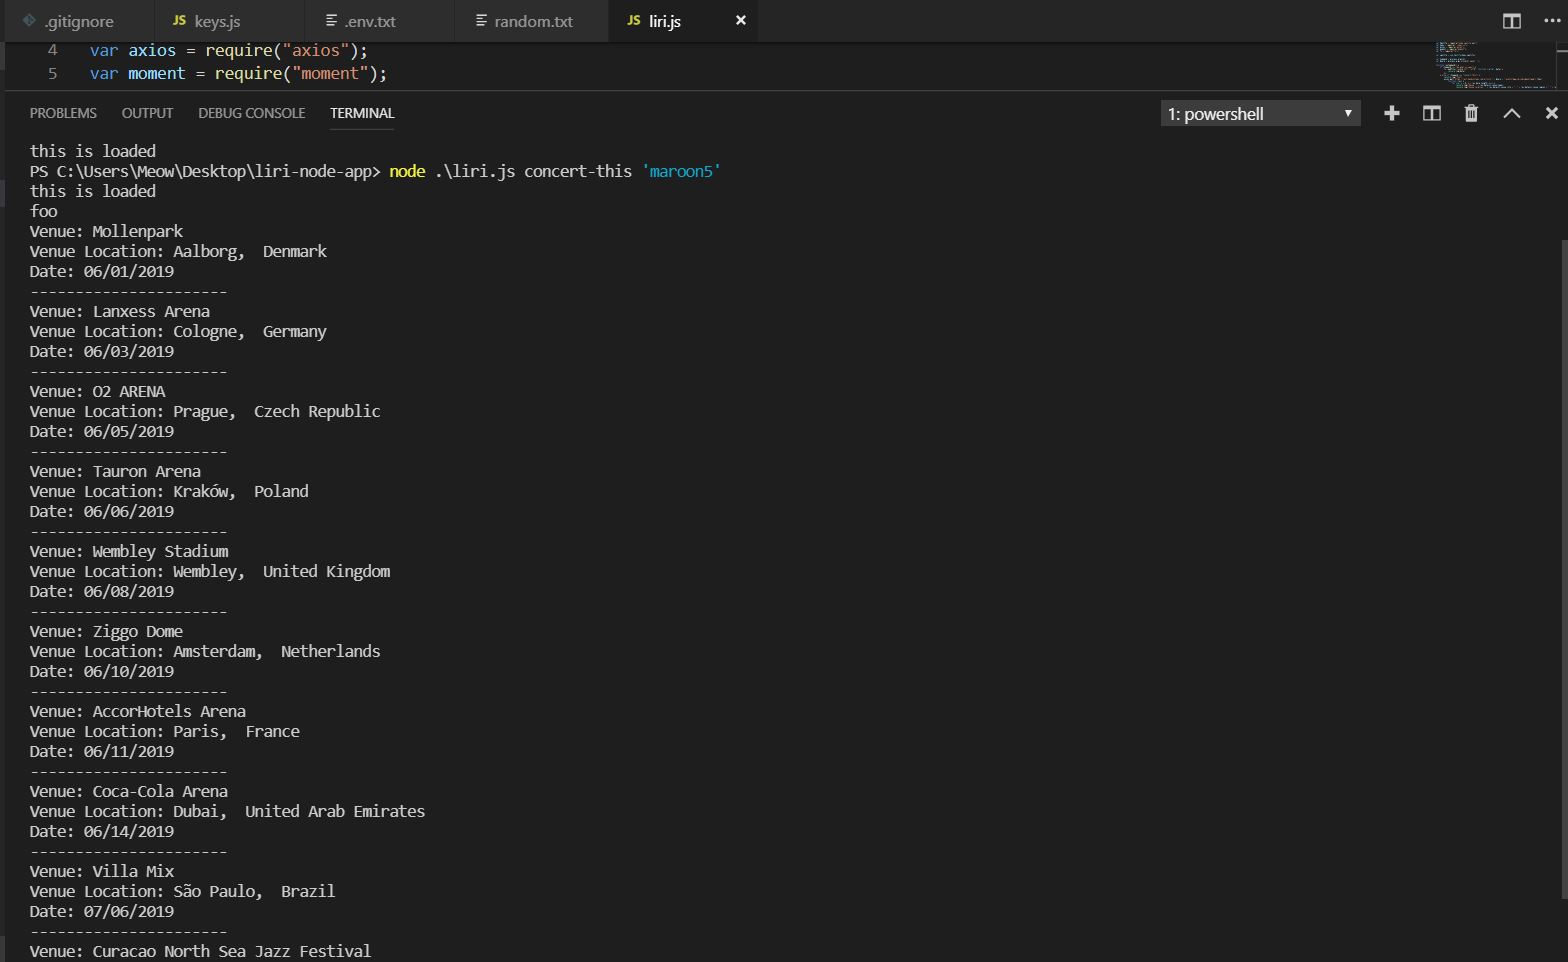 .gitignore JS keys.js .env.txt random.txt JS liri.js
4 var axios = require("axios");
5 var moment = require("moment");
PROBLEMS OUTPUT DEBUG CONSOLE TERMINAL 1: powershell
this is loaded
PS C:\Users\Meow\Desktop\liri-node-app> node .\liri.js concert-this 'maroon5'
this is loaded
foo
Venue: Mollenpark
Venue Location: Aalborg,  Denmark
Date: 06/01/2019
----------------------
Venue: Lanxess Arena
Venue Location: Cologne,  Germany
Date: 06/03/2019
----------------------
Venue: O2 ARENA
Venue Location: Prague,  Czech Republic
Date: 06/05/2019
----------------------
Venue: Tauron Arena
Venue Location: Kraków,  Poland
Date: 06/06/2019
----------------------
Venue: Wembley Stadium
Venue Location: Wembley,  United Kingdom
Date: 06/08/2019
----------------------
Venue: Ziggo Dome
Venue Location: Amsterdam,  Netherlands
Date: 06/10/2019
----------------------
Venue: AccorHotels Arena
Venue Location: Paris,  France
Date: 06/11/2019
----------------------
Venue: Coca-Cola Arena
Venue Location: Dubai,  United Arab Emirates
Date: 06/14/2019
----------------------
Venue: Villa Mix
Venue Location: São Paulo,  Brazil
Date: 07/06/2019
----------------------
Venue: Curacao North Sea Jazz Festival